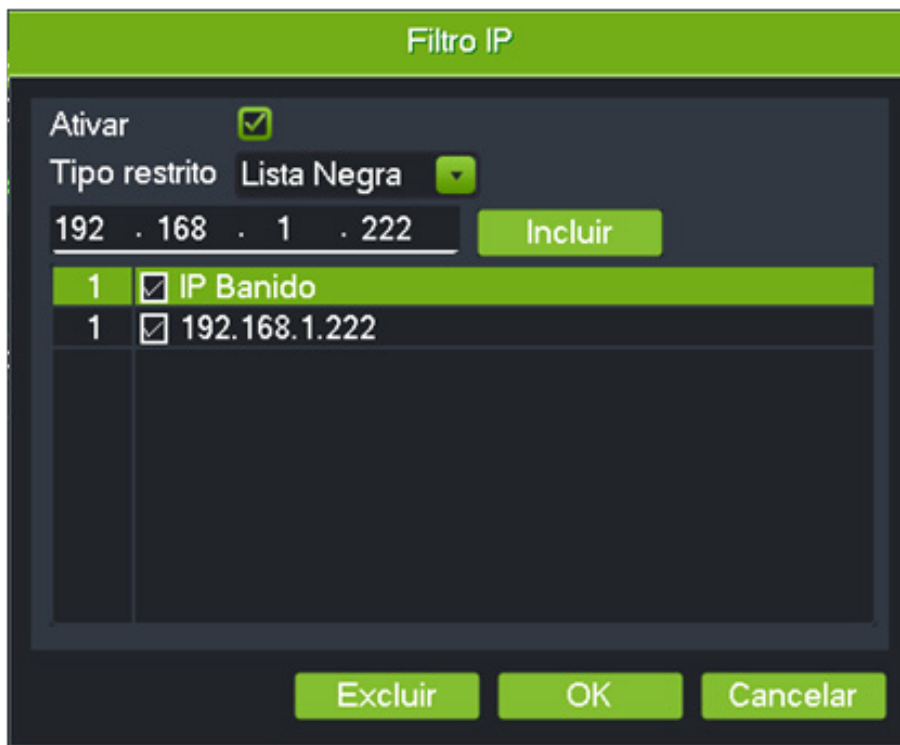 Filtro IP
Ativar
Tipo restrito Lista Negra
192 . 168 . 1 . 222 Incluir
1 IP Banido
1 192.168.1.222
Excluir OK Cancelar